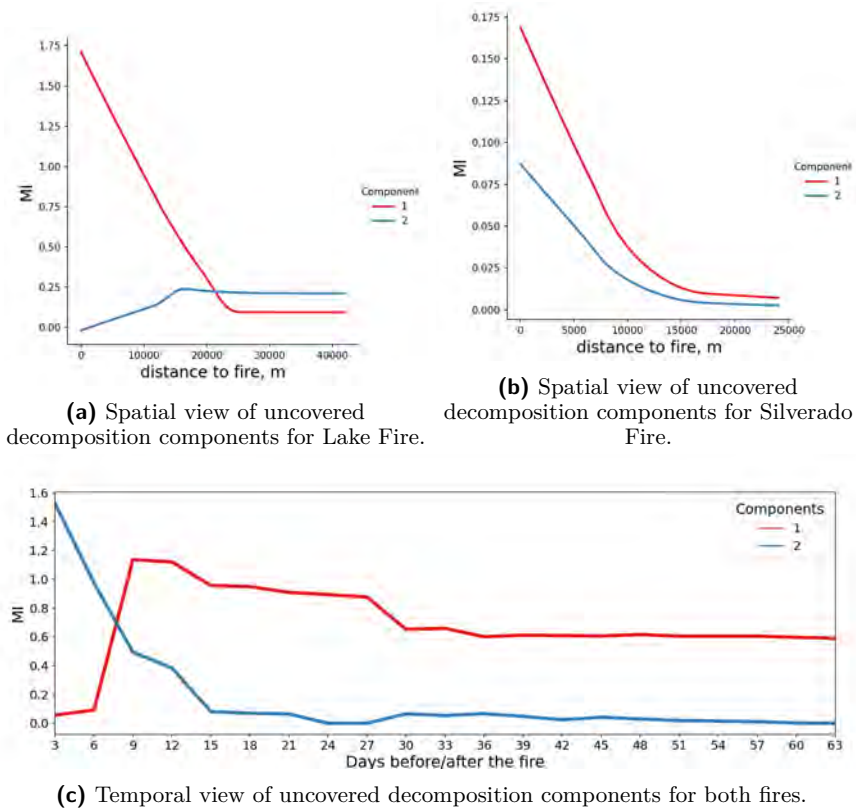 1.75
1.50
1.25
1.00
0.75
0.50
0.25
0.00
MI
0
10000
20000
30000
40000
distance to fire, m
Component
1
2
(a) Spatial view of uncovered
decomposition components for Lake Fire.
0.175
0.150
0.125
0.100
0.075
0.050
0.025
0.000
MI
0
5000
10000
15000
20000
25000
distance to fire, m
Component
1
2
(b) Spatial view of uncovered
decomposition components for Silverado
Fire.
1.6
1.4
1.2
1.0
0.8
0.6
0.4
0.2
0.0
MI
3 6 9 12 15 18 21 24 27 30 33 36 39 42 45 48 51 54 57 60 63
Days before/after the fire
Components
1
2
(c) Temporal view of uncovered decomposition components for both fires.